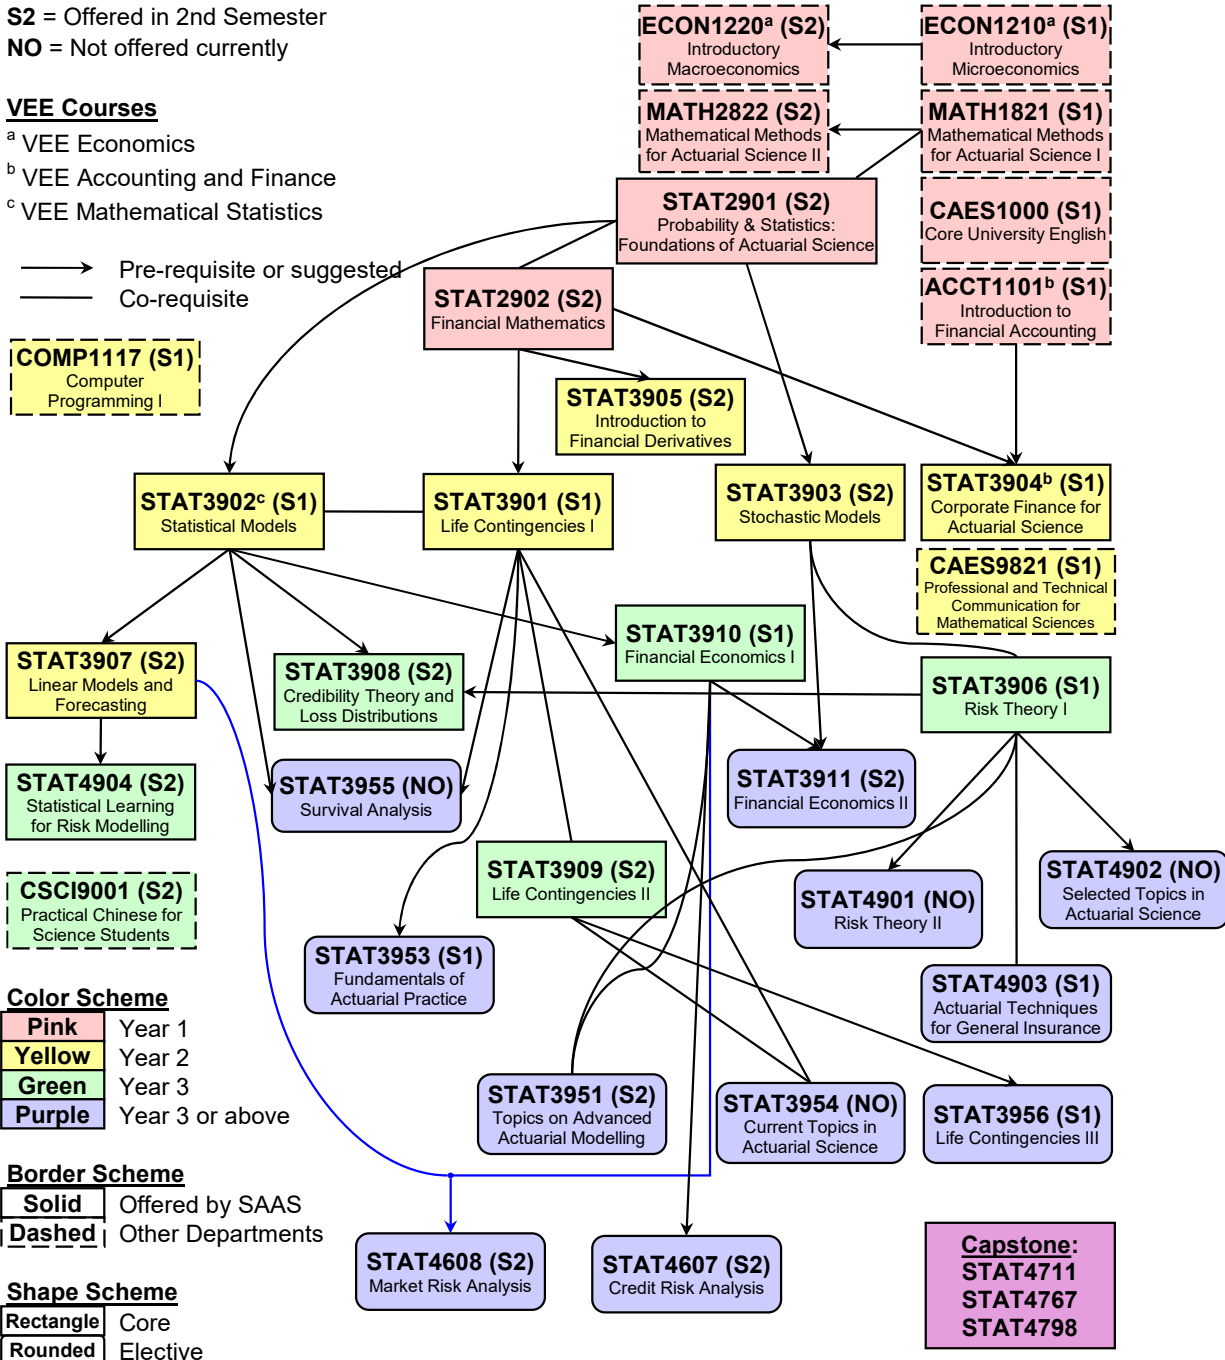 S2 = Offered in 2nd Semester
NO = Not offered currently
VEE Courses
a VEE Economics
b VEE Accounting and Finance
c VEE Mathematical Statistics
Pre-requisite or suggested
Co-requisite
ECON1220a (S2)
Introductory
Macroeconomics
ECON1210a (S1)
Introductory
Microeconomics
MATH2822 (S2)
Mathematical Methods
for Actuarial Science II
MATH1821 (S1)
Mathematical Methods
for Actuarial Science I
STAT2901 (S2)
Probability & Statistics:
Foundations of Actuarial Science
CAES1000 (S1)
Core University English
STAT2902 (S2)
Financial Mathematics
ACCT1101b (S1)
Introduction to
Financial Accounting
COMP1117 (S1)
Computer
Programming I
STAT3905 (S2)
Introduction to
Financial Derivatives
STAT3902c (S1)
Statistical Models
STAT3901 (S1)
Life Contingencies I
STAT3903 (S2)
Stochastic Models
STAT3904b (S1)
Corporate Finance for
Actuarial Science
CAES9821 (S1)
Professional and Technical
Communication for
Mathematical Sciences
STAT3907 (S2)
Linear Models and
Forecasting
STAT3908 (S2)
Credibility Theory and
Loss Distributions
STAT3910 (S1)
Financial Economics I
STAT3906 (S1)
Risk Theory I
STAT4904 (S2)
Statistical Learning
for Risk Modelling
STAT3955 (NO)
Survival Analysis
STAT3911 (S2)
Financial Economics II
CSCI9001 (S2)
Practical Chinese for
Science Students
STAT3909 (S2)
Life Contingencies II
STAT4901 (NO)
Risk Theory II
STAT4902 (NO)
Selected Topics in
Actuarial Science
STAT3953 (S1)
Fundamentals of
Actuarial Practice
STAT4903 (S1)
Actuarial Techniques
for General Insurance
Color Scheme
Pink Year 1
Yellow Year 2
Green Year 3
Purple Year 3 or above
STAT3951 (S2)
Topics on Advanced
Actuarial Modelling
STAT3954 (NO)
Current Topics in
Actuarial Science
STAT3956 (S1)
Life Contingencies III
Border Scheme
Solid Offered by SAAS
Dashed Other Departments
STAT4608 (S2)
Market Risk Analysis
STAT4607 (S2)
Credit Risk Analysis
Capstone:
STAT4711
STAT4767
STAT4798
Shape Scheme
Rectangle Core
Rounded Elective